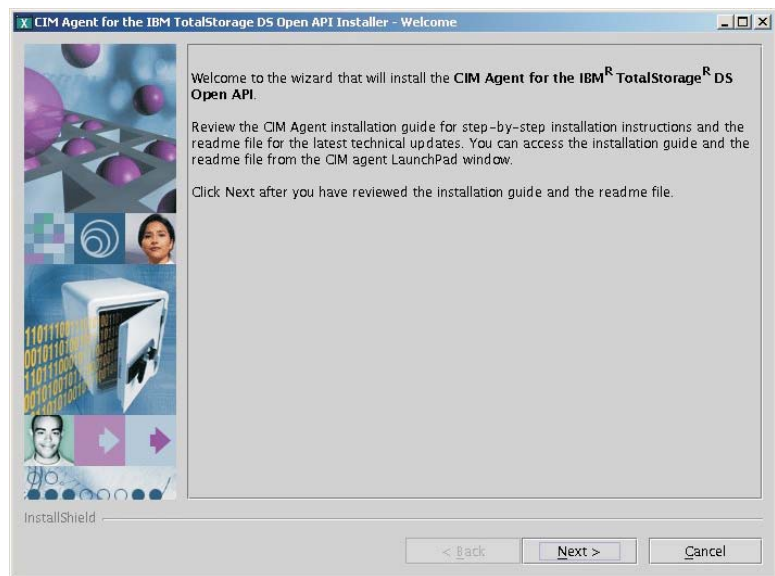 CIM Agent for the IBM TotalStorage DS Open API Installer - Welcome
Welcome to the wizard that will install the CIM Agent for the IBMR TotalStorageR DS
Open API.
Review the CIM Agent installation guide for step-by-step installation instructions and the
readme file for the latest technical updates. You can access the installation guide and the
readme file from the CIM agent LaunchPad window.
Click Next after you have reviewed the installation guide and the readme file.
InstallShield
< Back
Next >
Cancel